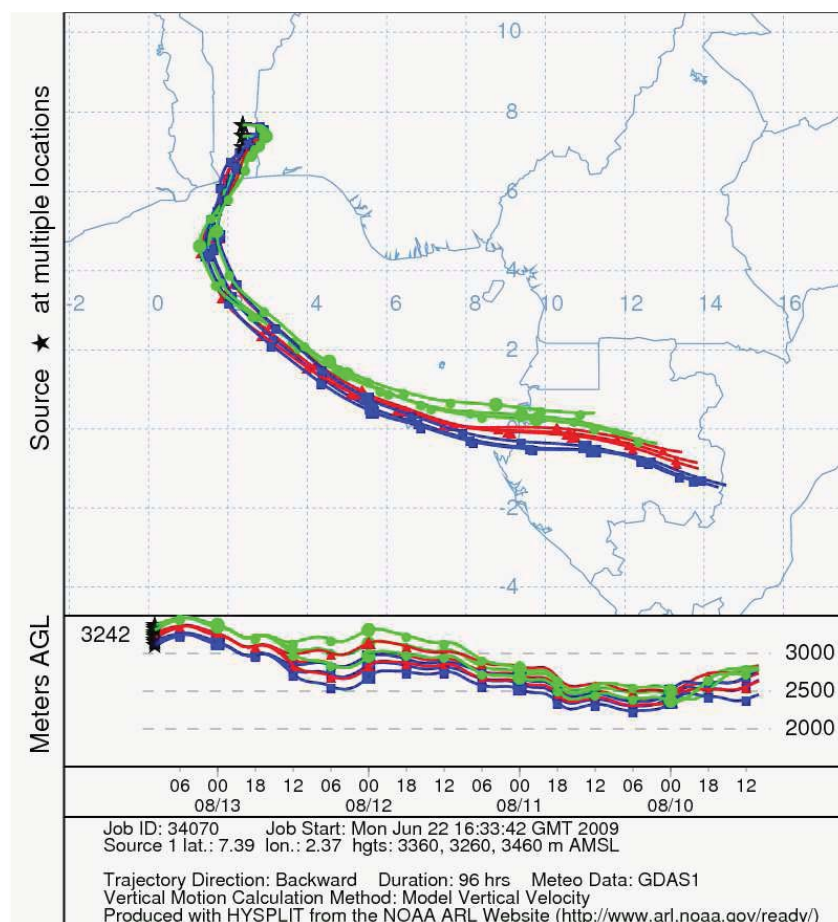 Source ★ at multiple locations
10
8
6
4
-2 0 4 6 8 10 12 14 16
2
-2
-4
Meters AGL
3242
3000
2500
2000
06 00 18 12 06 00 18 12 06 00 18 12 06 00 18 12
08/13 08/12 08/11 08/10
Job ID: 34070 Job Start: Mon Jun 22 16:33:42 GMT 2009
Source 1 lat.: 7.39 lon.: 2.37 hgts: 3360, 3260, 3460 m AMSL
Trajectory Direction: Backward Duration: 96 hrs Meteo Data: GDAS1
Vertical Motion Calculation Method: Model Vertical Velocity
Produced with HYSPLIT from the NOAA ARL Website (http://www.arl.noaa.gov/ready/)